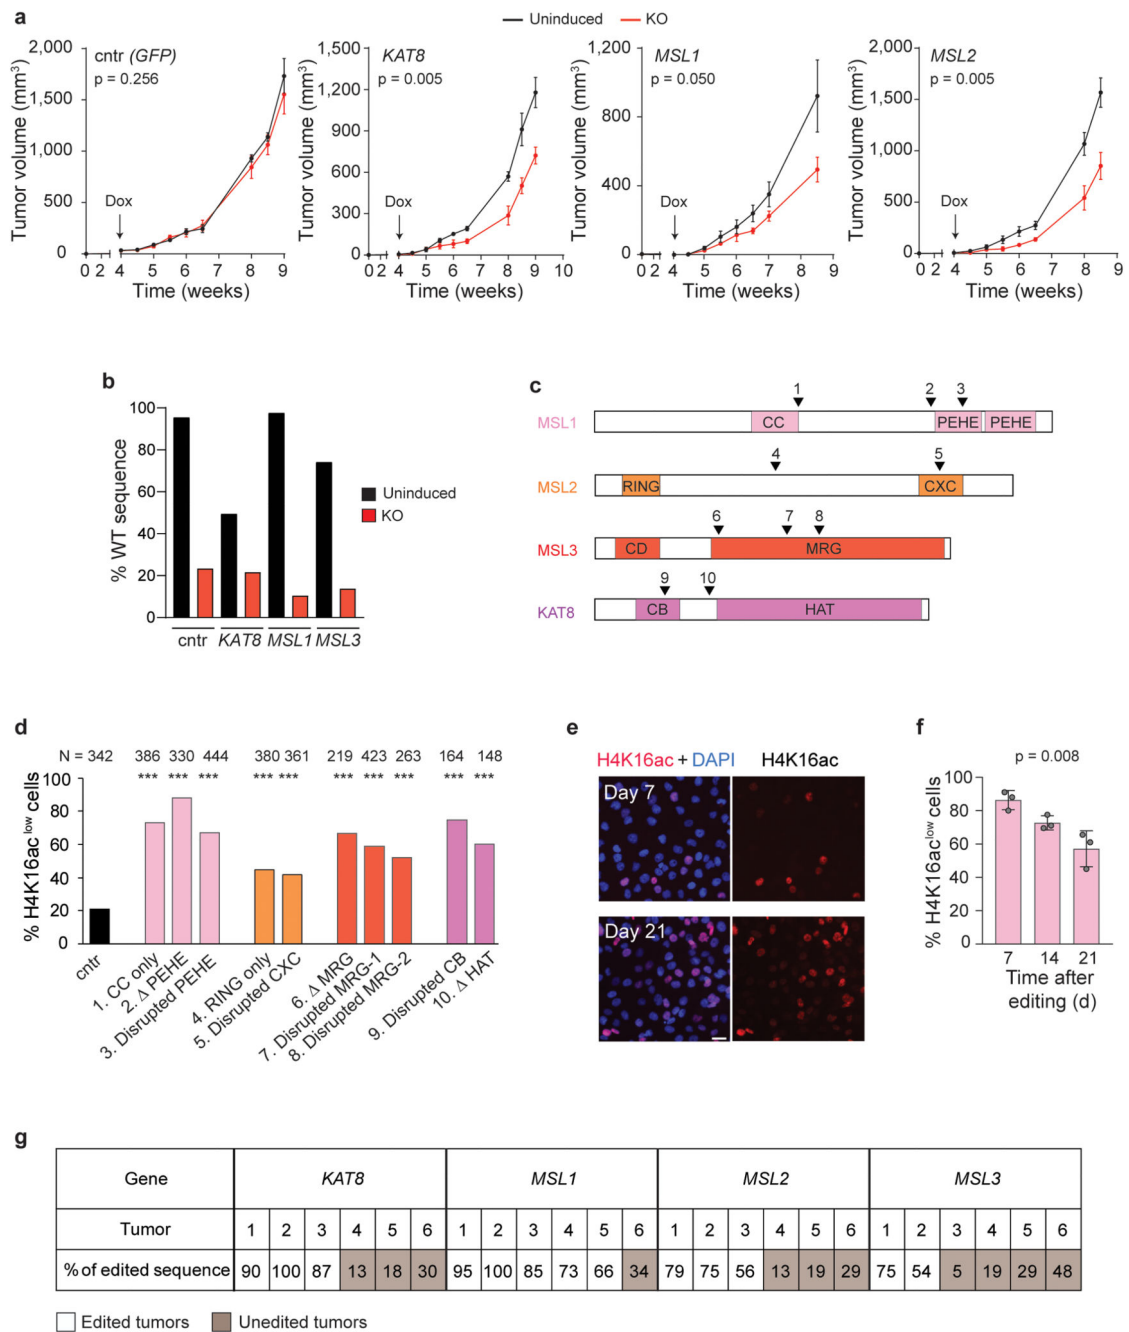 a
Uninduced KO
cntr (GFP)
p = 0.256
Tumor volume (mm³)
2,000
1,500
1,000
500
0
Dox
0 2 4 5 6 7 8 9
Time (weeks)
KAT8
p = 0.005
Tumor volume (mm³)
1,500
1,200
900
600
300
0
Dox
0 2 4 5 6 7 8 9 10
Time (weeks)
MSL1
p = 0.050
Tumor volume (mm³)
1,200
800
400
0
Dox
0 2 4 5 6 7 8 9
Time (weeks)
MSL2
p = 0.005
Tumor volume (mm³)
2,000
1,500
1,000
500
0
Dox
0 2 4 5 6 7 8 9
Time (weeks)
b
% WT sequence
100
80
60
40
20
0
cntr KAT8 MSL1 MSL3
Uninduced
KO
c
1 2 3
MSL1 CC PEHE PEHE
4 5
MSL2 RING CXC
6 7 8
MSL3 CD MRG
9 10
KAT8 CB HAT
d
N = 342 386 330 444 380 361 219 423 263 164 148
*** *** *** *** *** *** *** *** *** ***
% H4K16ac low cells
100
80
60
40
20
0
cntr
1. CC only
2. Δ PEHE
3. Disrupted PEHE
4. RING only
5. Disrupted CXC
6. Δ MRG
7. Disrupted MRG-1
8. Disrupted MRG-2
9. Disrupted CB
10. Δ HAT
e
H4K16ac + DAPI H4K16ac
Day 7
Day 21
f
p = 0.008
% H4K16ac low cells
100
80
60
40
20
0
7 14 21
Time after
editing (d)
g
Gene KAT8 MSL1 MSL2 MSL3
Tumor 1 2 3 4 5 6 1 2 3 4 5 6 1 2 3 4 5 6 1 2 3 4 5 6
% of edited sequence 90 100 87 13 18 30 95 100 85 73 66 34 79 75 56 13 19 29 75 54 5 19 29 48
Edited tumors Unedited tumors